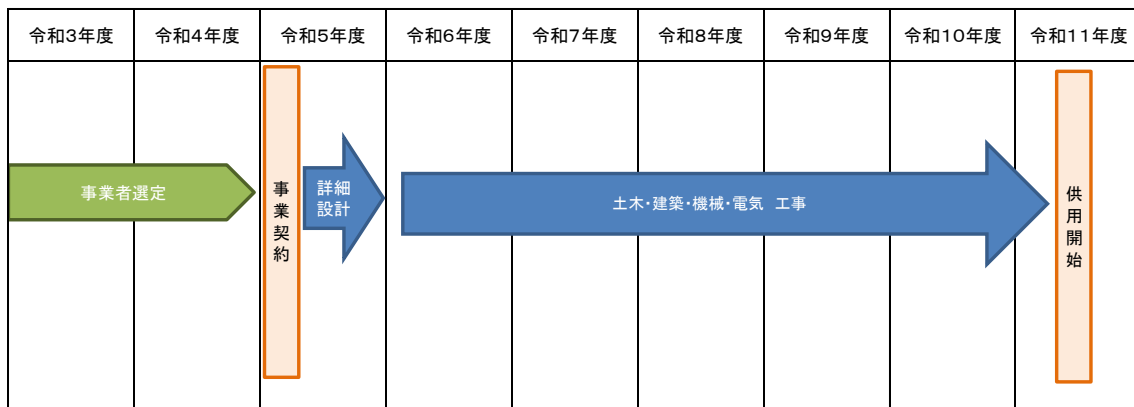 令和3年度
令和4年度
令和5年度
令和6年度
令和7年度
令和8年度
令和9年度
令和10年度
令和11年度
事業者選定
事業契約
詳細
設計
土木・建築・機械・電気　工事
供用開始